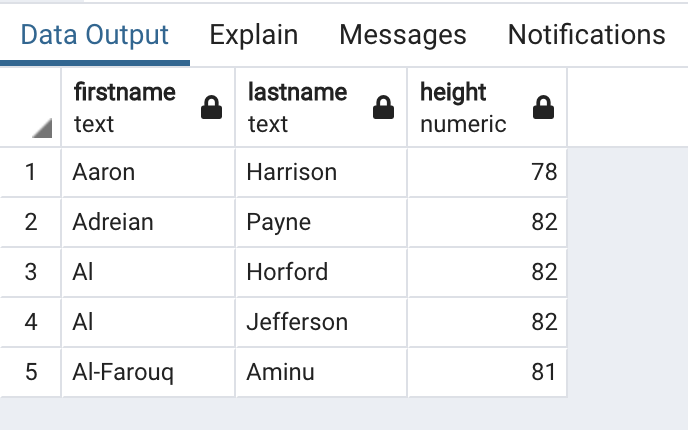 Data Output Explain Messages Notifications
firstname lastname height
text text numeric
1 Aaron Harrison 78
2 Adreian Payne 82
3 Al Horford 82
4 Al Jefferson 82
5 Al-Farouq Aminu 81